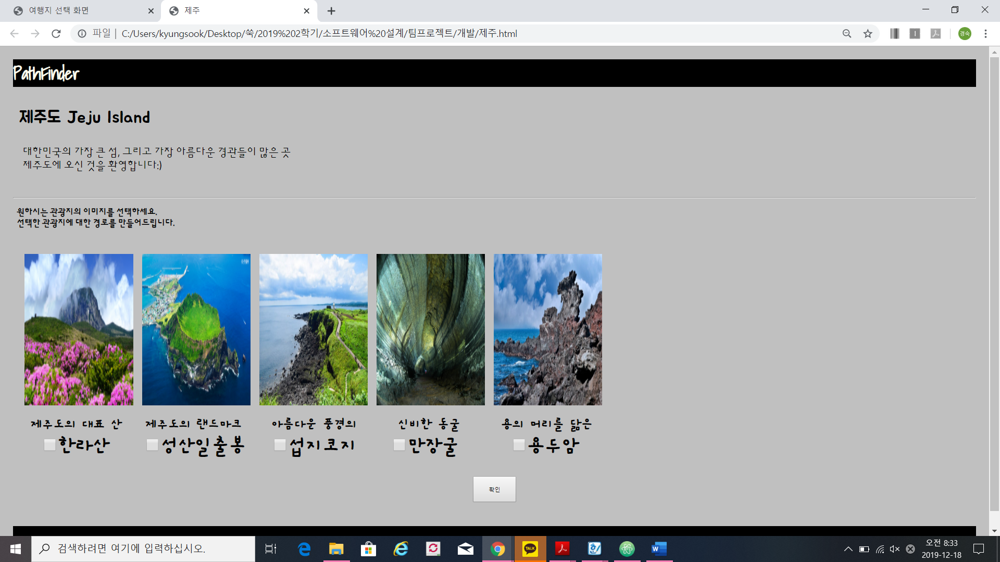 여행지 선택 화면
제주
파일 | C:/Users/kyungsook/Desktop/쑥/2019%202학기/소프트웨어%20설계/팀프로젝트/개발/제주.html
경숙
PathFinder
제주도 Jeju Island
대한민국의 가장 큰 섬, 그리고 가장 아름다운 경관들이 많은 곳
제주도에 오신 것을 환영합니다:)
원하시는 관광지의 이미지를 선택하세요.
선택한 관광지에 대한 경로를 만들어드립니다.
제주도의 대표 산
한라산
제주도의 랜드마크
성산일출봉
아름다운 풍경의
섭지코지
신비한 동굴
만장굴
용의 머리를 닮은
용두암
확인
검색하려면 여기에 입력하십시오.
TALK
오전 8:33
2019-12-18